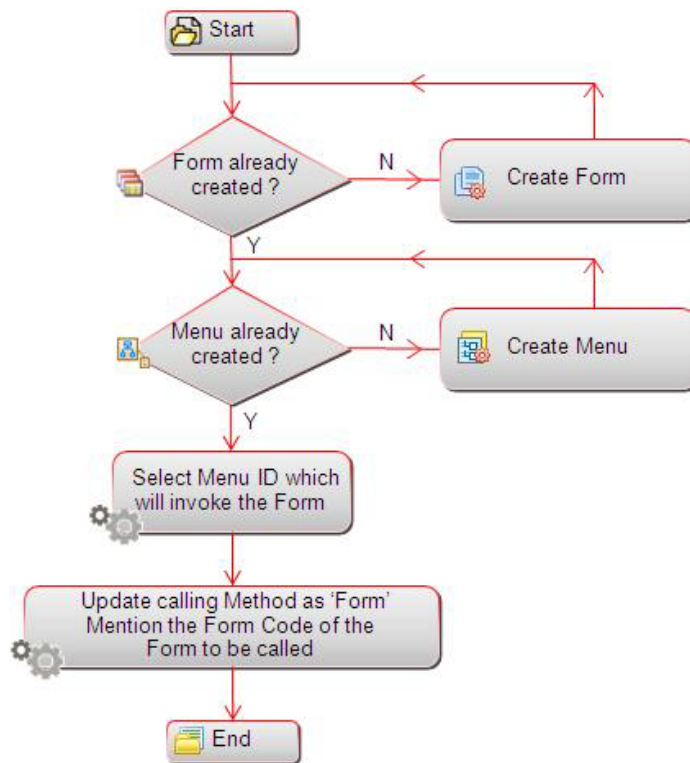 Start
Form already
created ?
N
Create Form
Y
Menu already
created ?
N
Create Menu
Y
Select Menu ID which
will invoke the Form
Update calling Method as ‘Form’
Mention the Form Code of the
Form to be called
End